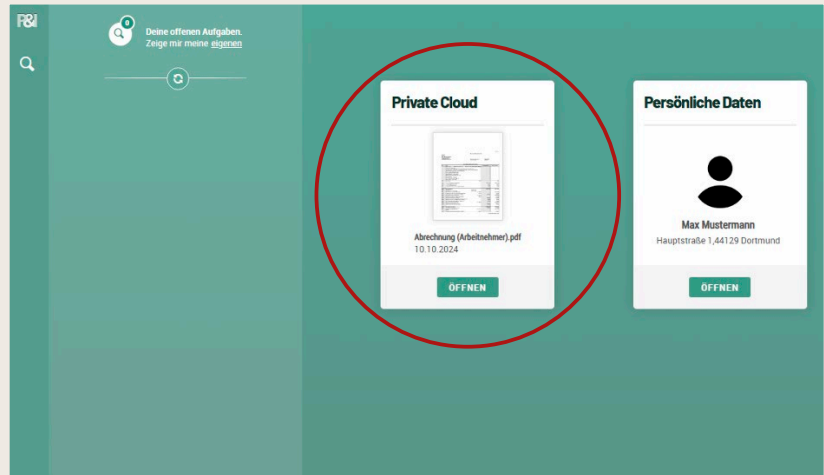 P&I
0
Deine offenen Aufgaben.
Zeige mir meine eigenen
Private Cloud
Abrechnung (Arbeitnehmer).pdf
10.10.2024
ÖFFNEN
Persönliche Daten
Max Mustermann
Hauptstraße 1,44129 Dortmund
ÖFFNEN